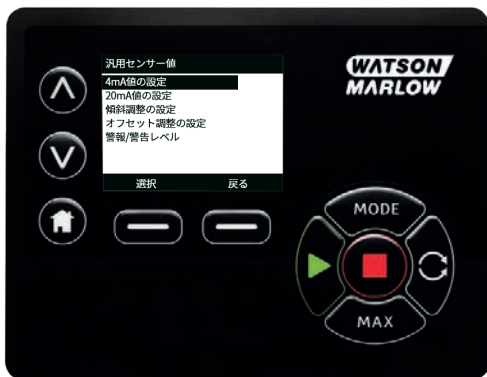 汎用センサー値
4mA値の設定
20mA値の設定
傾斜調整の設定
オフセット調整の設定
警報/警告レベル
選択 戻る
WATSON
MARLOW
MODE
MAX